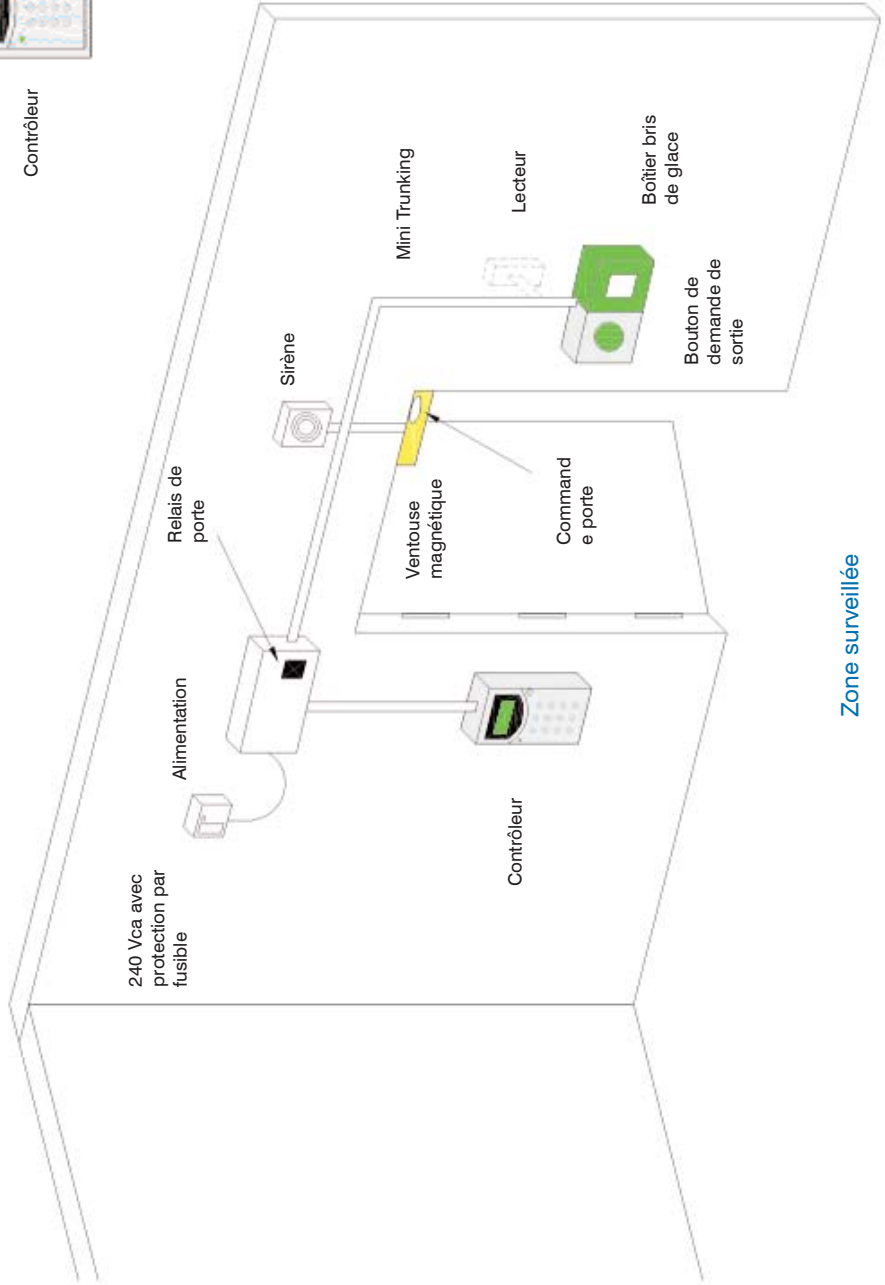 Contrôleur
240 Vca avec
protection par
fusible
Alimentation
Relais de
porte
Sirène
Mini Trunking
Lecteur
Boîtier bris
de glace
Bouton de
demande de
sortie
Ventouse
magnétique
Command
e porte
Contrôleur
Zone surveillée